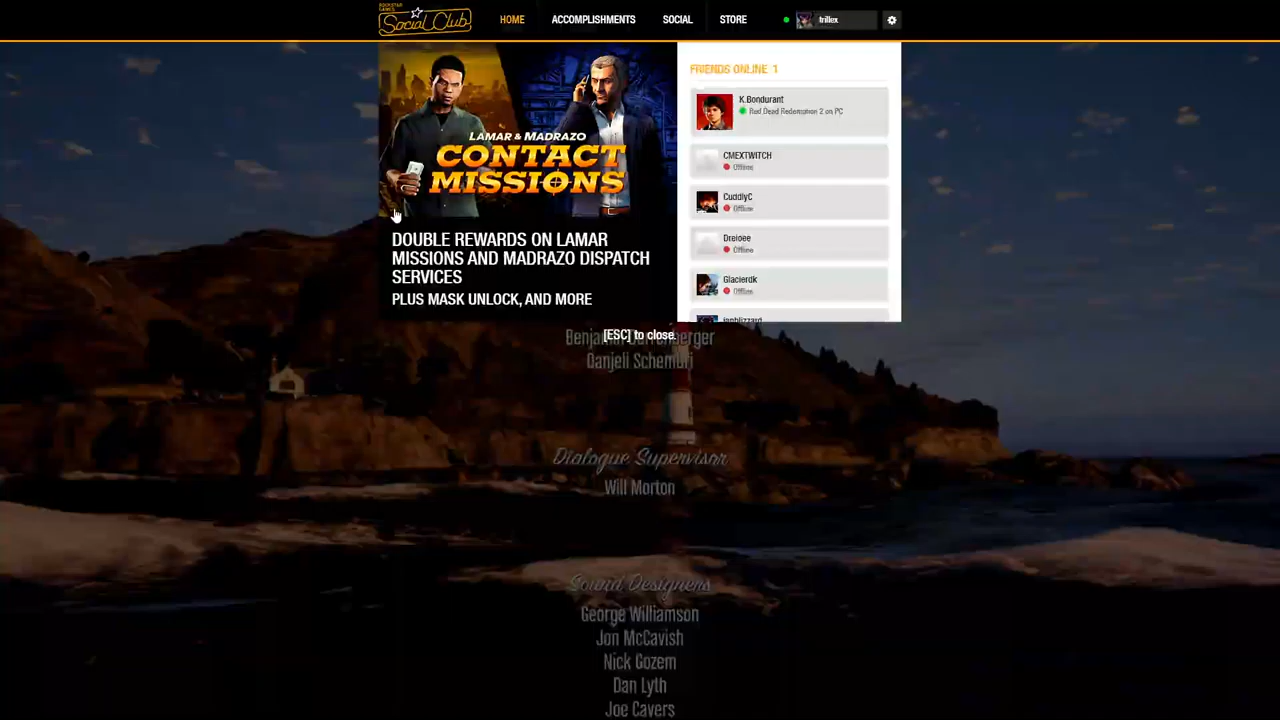 ROCKSTAR
GAMES
Social Club
HOME
ACCOMPLISHMENTS
SOCIAL
STORE
trillex
LAMAR & MADRAZO
CONTACT
MISSIONS
DOUBLE REWARDS ON LAMAR
MISSIONS AND MADRAZO DISPATCH
SERVICES
PLUS MASK UNLOCK, AND MORE
FRIENDS ONLINE 1
K.Bondurant
Red Dead Redemption 2 on PC
CMEXTWITCH
Offline
CuddlyC
Offline
Offline
Glacierdk
Offline
[ESC] to close.
Danjeli Schembri
Dialogue Supervisor
Will Morton
Sound Designers
George Williamson
Jon McCavish
Nick Gozem
Dan Lyth
Joe Cavers